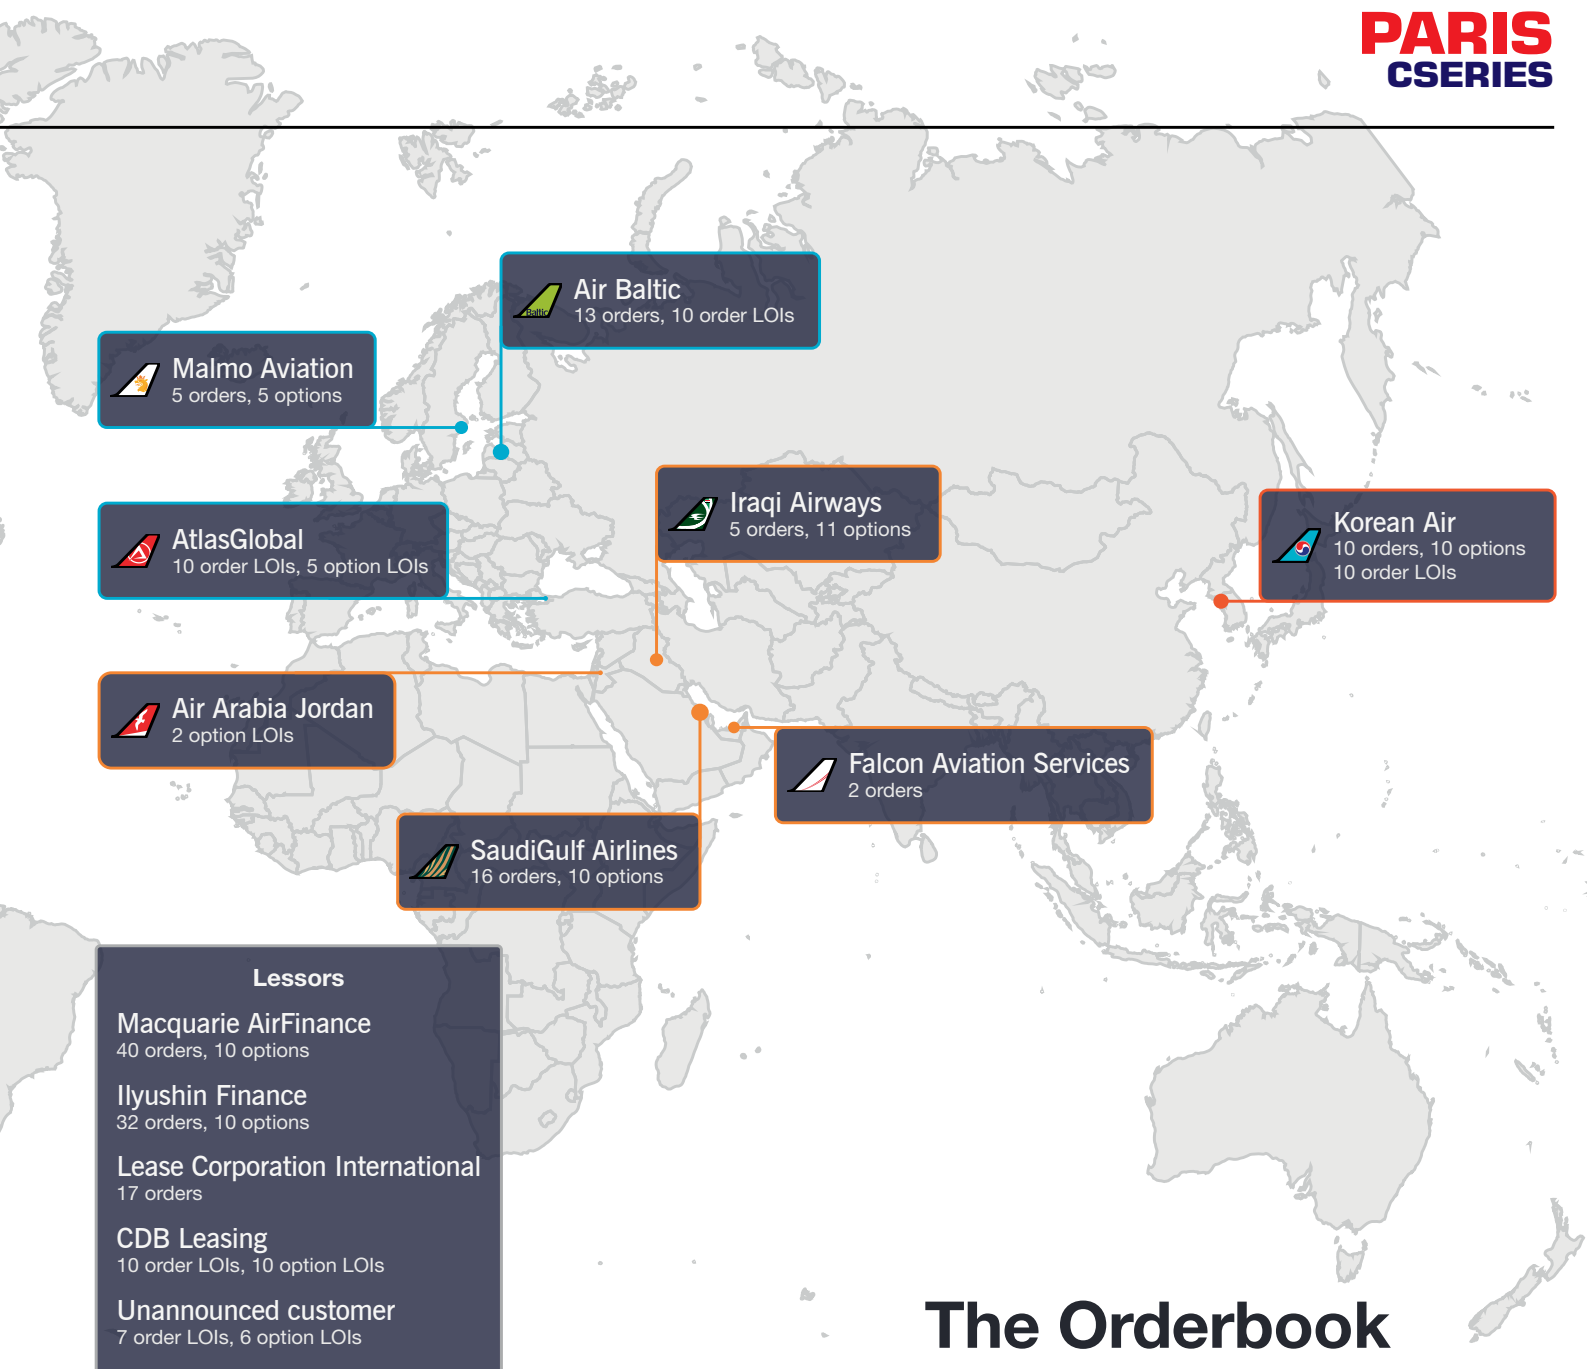 PARIS
CSERIES
Air Baltic
Baltic
13 orders, 10 order LOIs
Malmo Aviation
5 orders, 5 options
Iraqi Airways
5 orders, 11 options
Korean Air
10 orders, 10 options
10 order LOIs
AtlasGlobal
10 order LOIs, 5 option LOIs
Air Arabia Jordan
2 option LOIs
Falcon Aviation Services
2 orders
SaudiGulf Airlines
16 orders, 10 options
Lessors
Macquarie AirFinance
40 orders, 10 options
Ilyushin Finance
32 orders, 10 options
Lease Corporation International
17 orders
CDB Leasing
10 order LOIs, 10 option LOIs
Unannounced customer
7 order LOIs, 6 option LOIs
The Orderbook